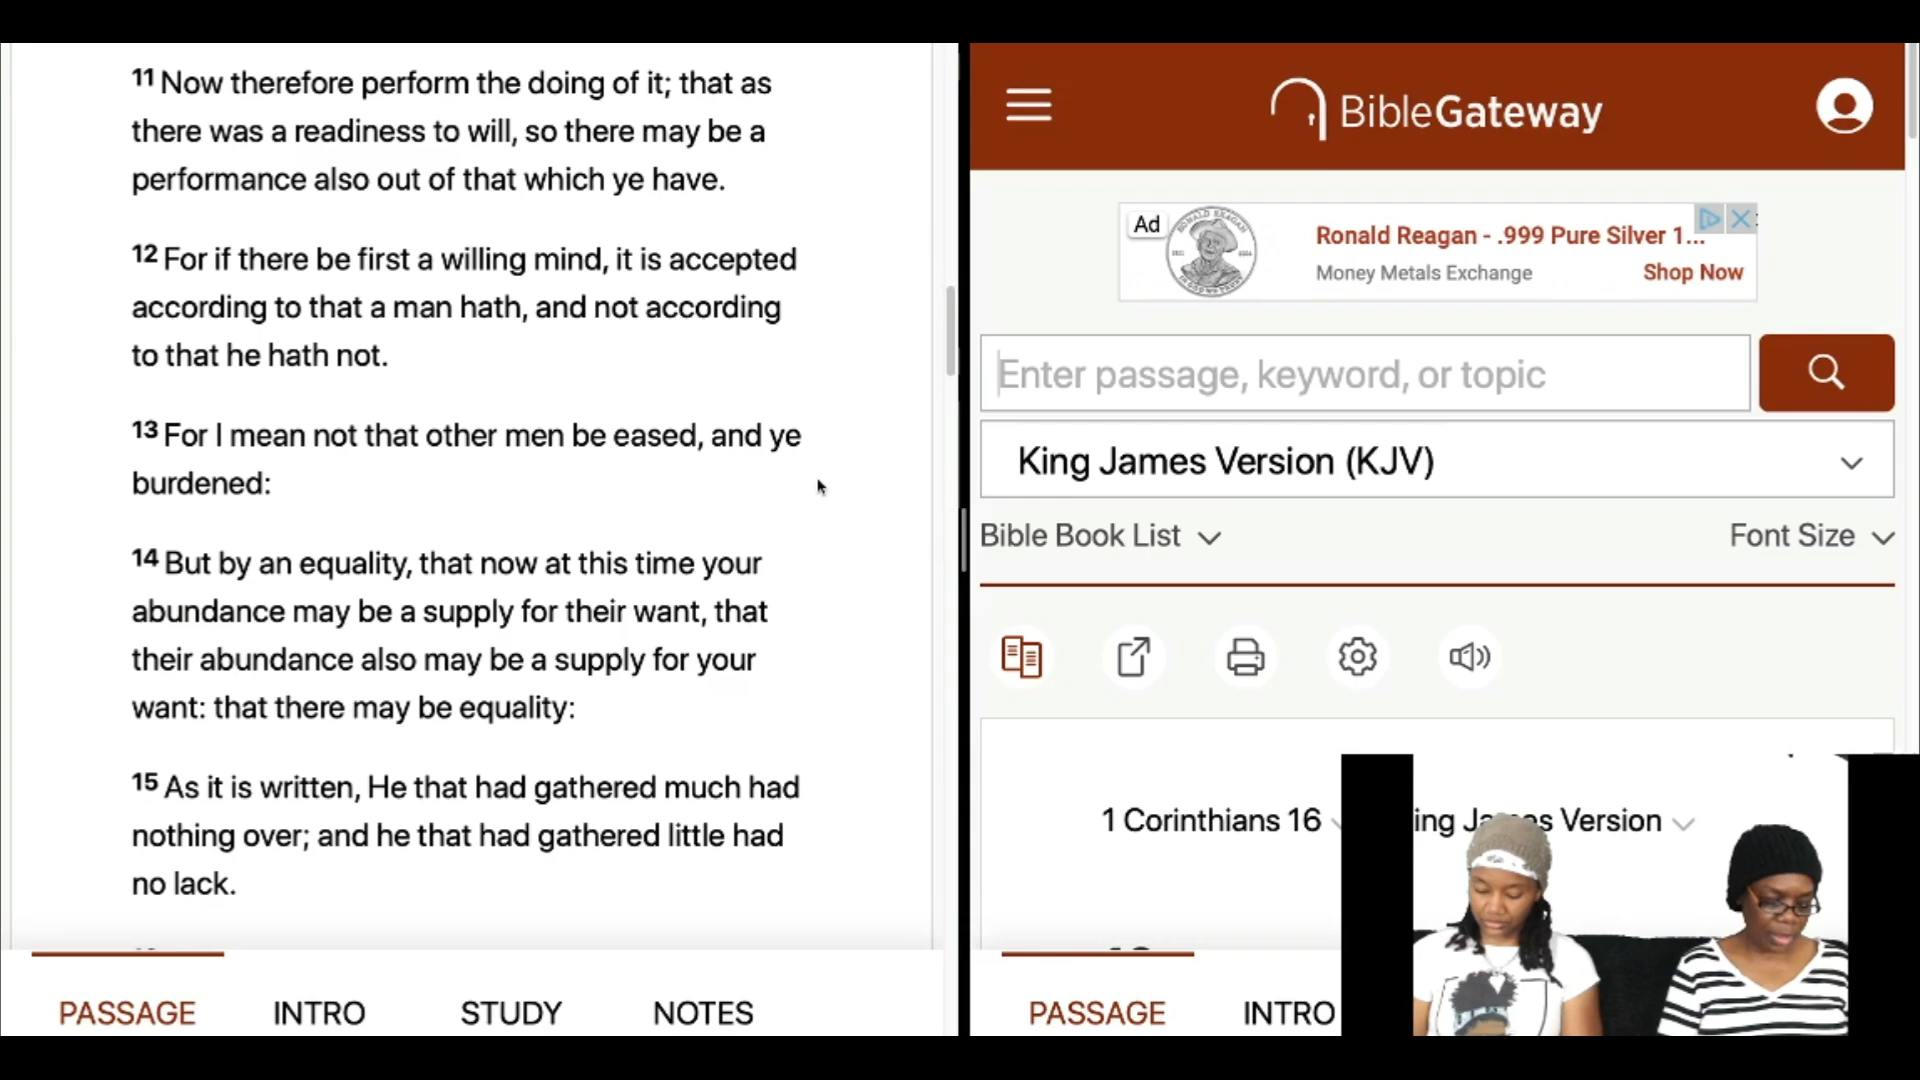 11 Now therefore perform the doing of it; that as
there was a readiness to will, so there may be a
performance also out of that which ye have.
12 For if there be first a willing mind, it is accepted
according to that a man hath, and not according
to that he hath not.
13 For I mean not that other men be eased, and ye
burdened:
14 But by an equality, that now at this time your
abundance may be a supply for their want, that
their abundance also may be a supply for your
want: that there may be equality:
15 As it is written, He that had gathered much had
nothing over; and he that had gathered little had
no lack.
PASSAGE INTRO STUDY NOTES
BibleGateway
Ad
Ronald Reagan - .999 Pure Silver 1...
Money Metals Exchange Shop Now
Enter passage, keyword, or topic
King James Version (KJV)
Bible Book List Font Size
1 Corinthians 16 Version
PASSAGE INTRO